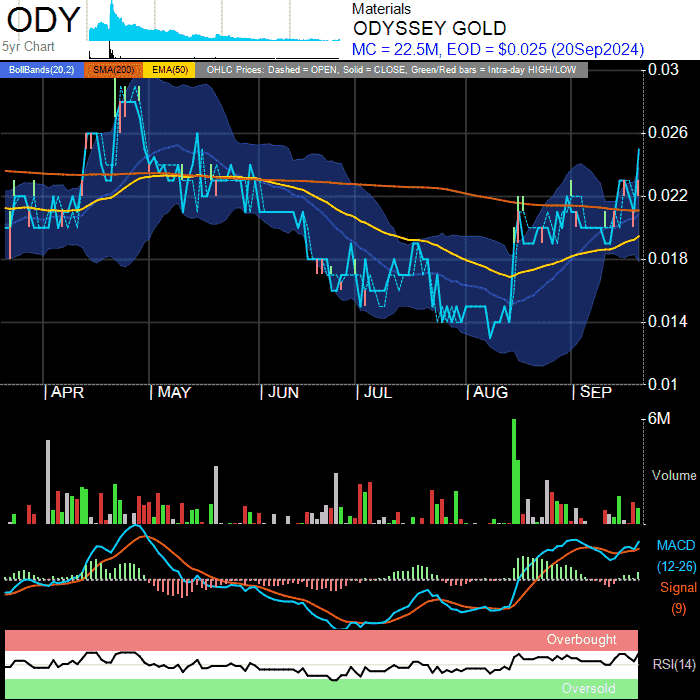 ODY
5yr Chart
Materials
ODYSSEY GOLD
MC = 22.5M, EOD = $0.025 (20Sep2024)
BollBands(20,2) SMA(200) EMA(50) OHLC Prices: Dashed = OPEN, Solid = CLOSE, Green/Red bars = Intra-day HIGH/LOW
0.03
0.026
0.022
0.018
0.014
0.01
APR MAY JUN JUL AUG SEP
6M
Volume
MACD
(12-26)
Signal
(9)
Overbought
RSI(14)
Oversold